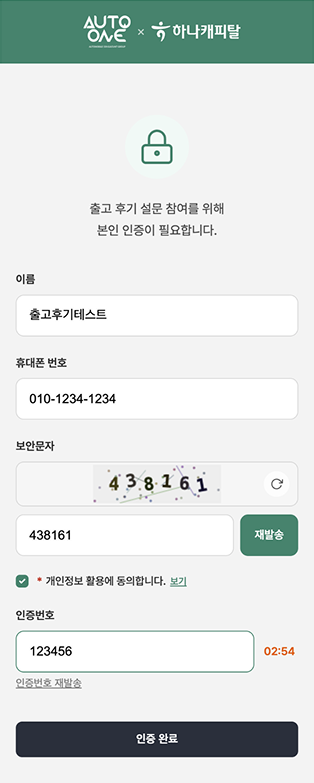 AUTO ONE × 하나캐피탈
출고 후기 설문 참여를 위해
본인 인증이 필요합니다.
이름
출고후기테스트
휴대폰 번호
010-1234-1234
보안문자
438161
438161
재발송
* 개인정보 활용에 동의합니다. 보기
인증번호
123456
02:54
인증번호 재발송
인증 완료